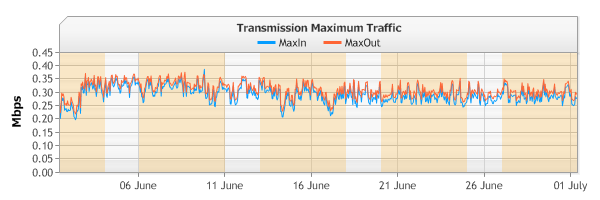 Transmission Maximum Traffic
MaxIn MaxOut
Mbps
0.45
0.40
0.35
0.30
0.25
0.20
0.15
0.10
0.05
0.00
06 June 11 June 16 June 21 June 26 June 01 July